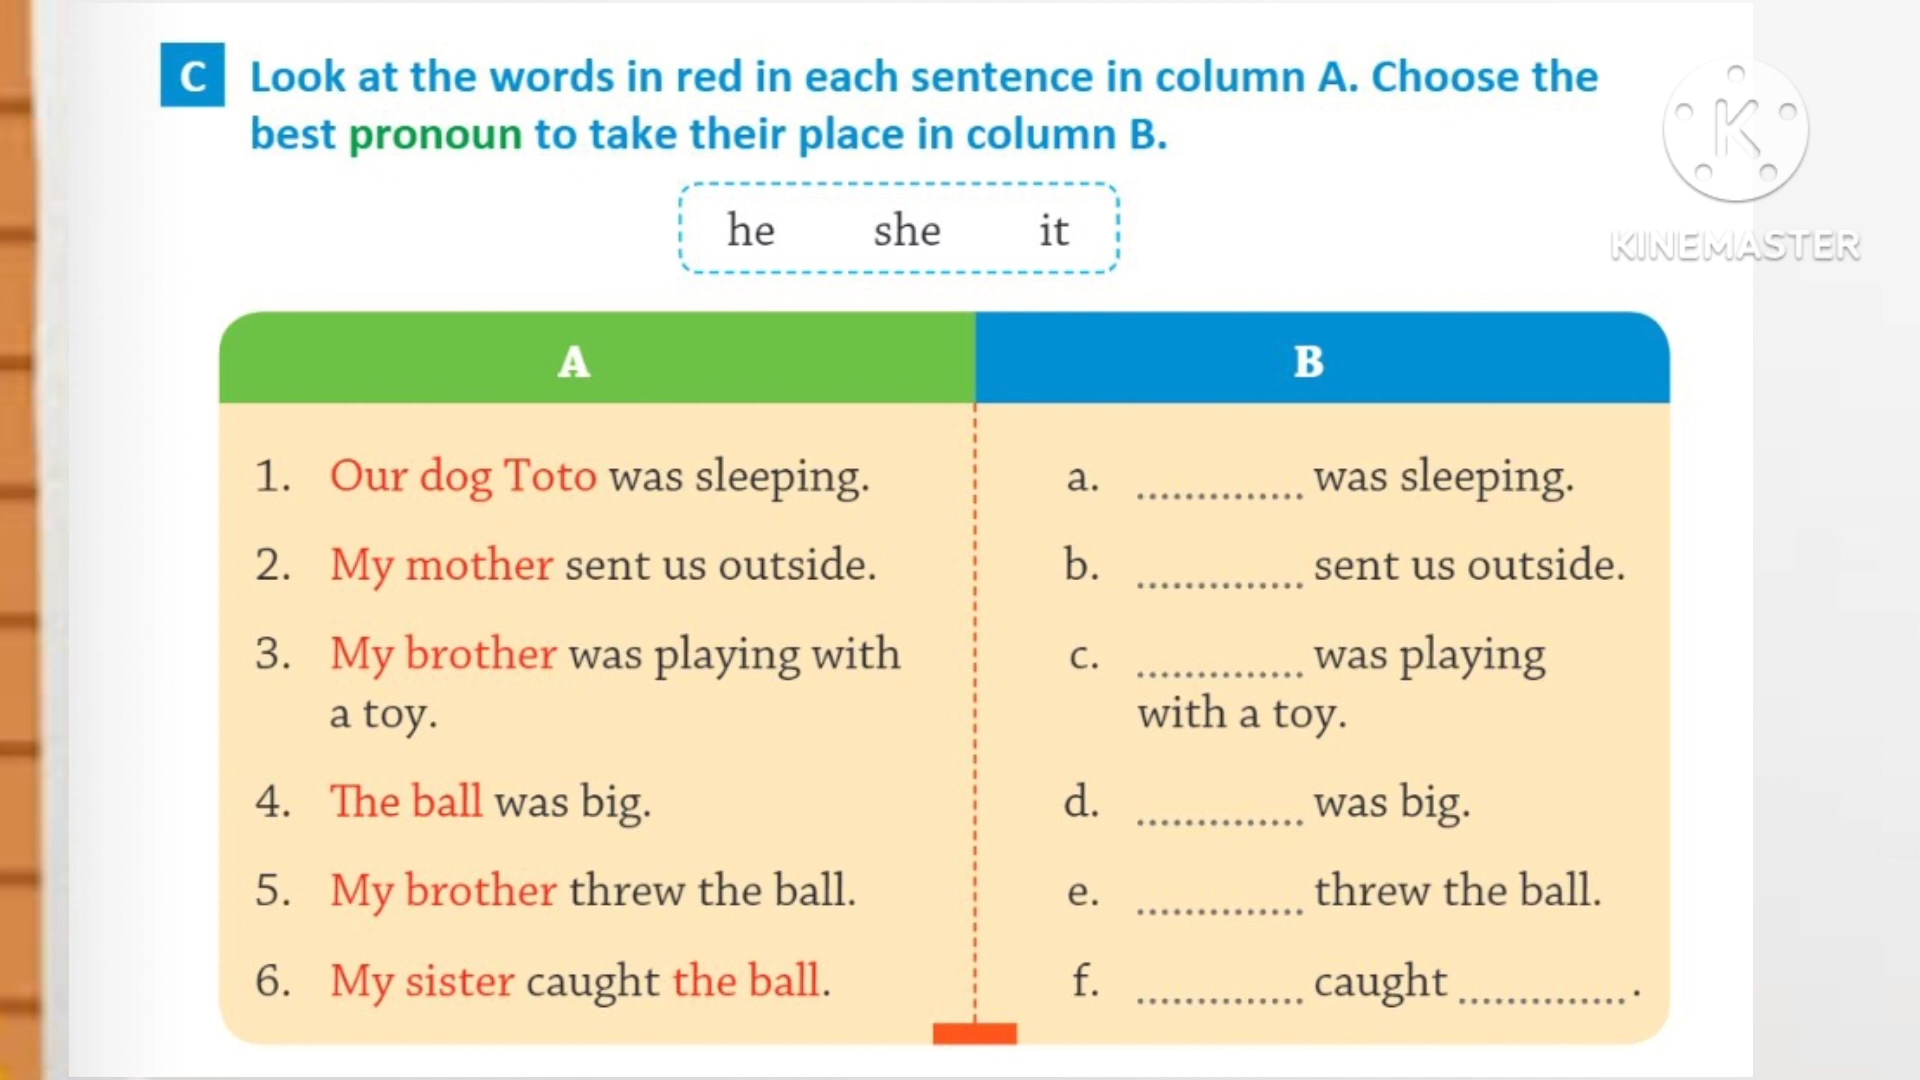 C Look at the words in red in each sentence in column A. Choose the
best pronoun to take their place in column B.
he she it
K
KINEMASTER
A B
1. Our dog Toto was sleeping. a. .............. was sleeping.
2. My mother sent us outside. b. .............. sent us outside.
3. My brother was playing with c. .............. was playing
a toy. with a toy.
4. The ball was big. d. .............. was big.
5. My brother threw the ball. e. .............. threw the ball.
6. My sister caught the ball. f. .............. caught .............. .